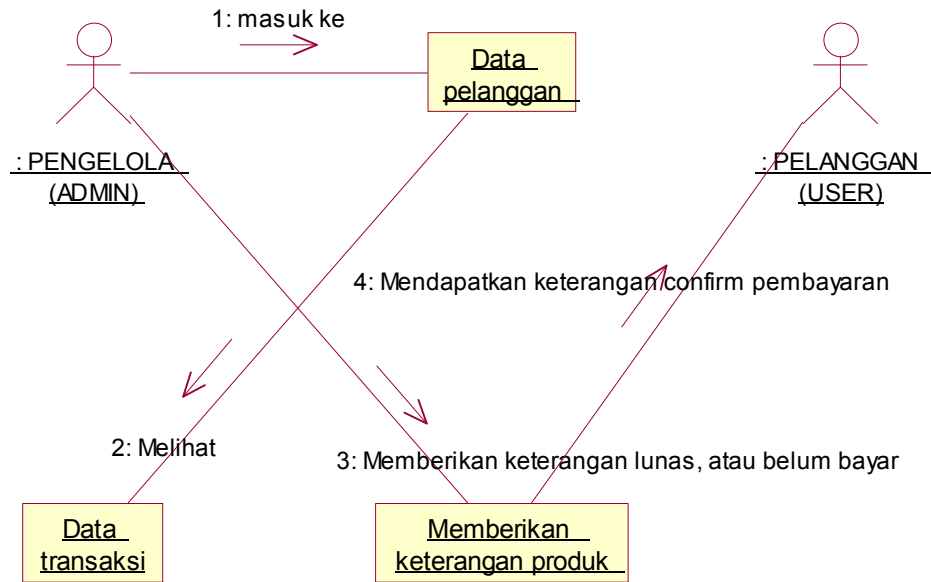 1: masuk ke
Data
pelanggan
: PENGELOLA
(ADMIN)
: PELANGGAN
(USER)
4: Mendapatkan keterangan confirm pembayaran
2: Melihat
3: Memberikan keterangan lunas, atau belum bayar
Data
transaksi
Memberikan
keterangan produk